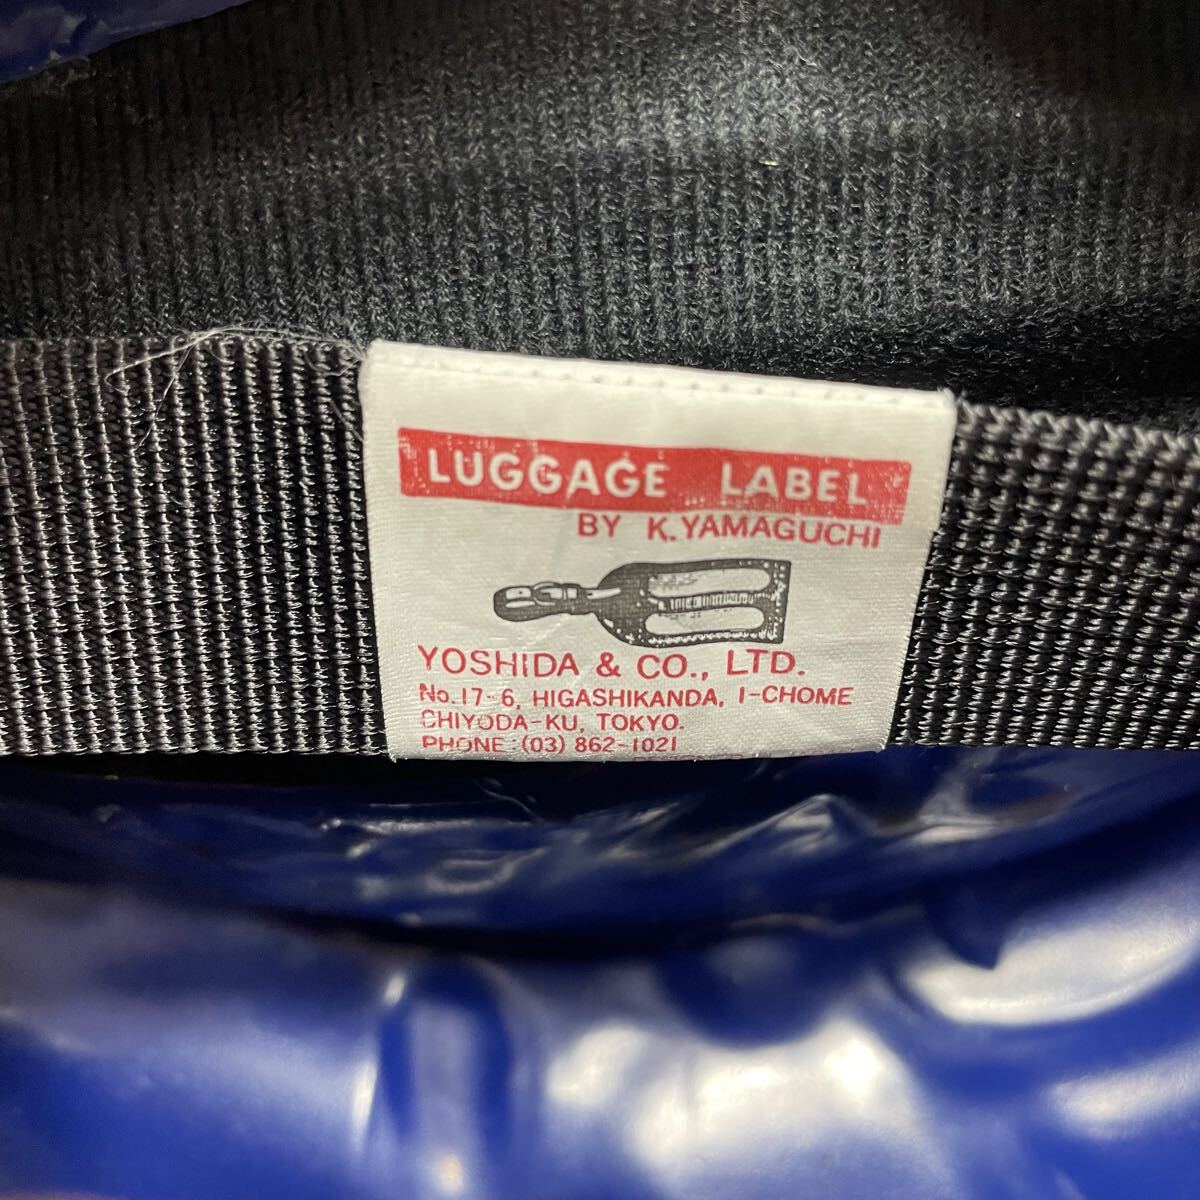 LUGGAGE LABEL
BY K.YAMAGUCHI
YOSHIDA & CO., LTD.
No.17-6, HIGASHIKANDA, 1-CHOME
CHIYODA-KU, TOKYO.
PHONE:(03) 862-1021